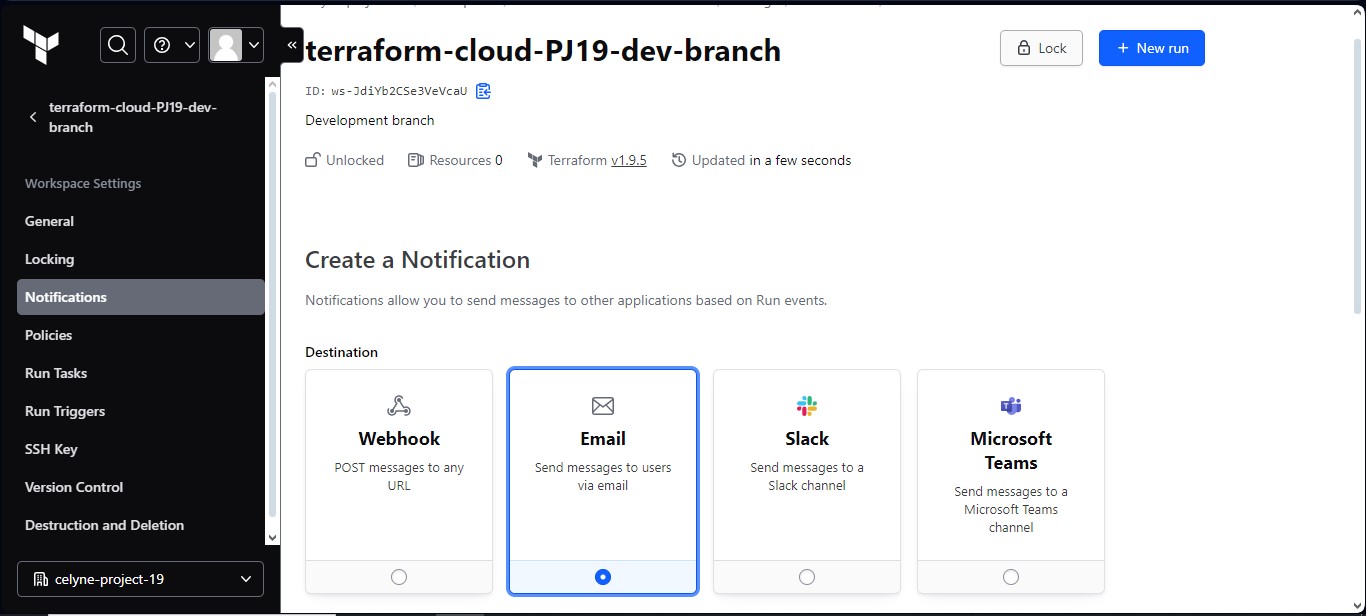 terraform-cloud-PJ19-dev-
branch
Workspace Settings
General
Locking
Notifications
Policies
Run Tasks
Run Triggers
SSH Key
Version Control
Destruction and Deletion
celyne-project-19
terraform-cloud-PJ19-dev-branch
Lock
+ New run
ID: ws-JdiYb2CSe3VeVcaU
Development branch
Unlocked Resources 0 Terraform v1.9.5 Updated in a few seconds
Create a Notification
Notifications allow you to send messages to other applications based on Run events.
Destination
Webhook
POST messages to any
URL
Email
Send messages to users
via email
Slack
Send messages to a
Slack channel
Microsoft
Teams
Send messages to a
Microsoft Teams
channel